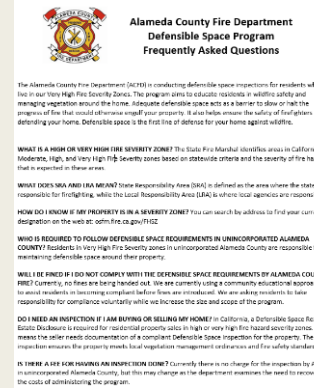 Alameda County Fire Department
Defensible Space Program
Frequently Asked Questions
The Alameda County Fire Department (ACFD) is conducting defensible space inspections for residents wh
live in our Very High Fire Severity Zones. The program aims to educate residents in wildfire safety and
managing vegetation around the home. Adequate defensible space acts as a barrier to slow or halt the
progress of fire that would otherwise engulf your property. It also helps ensure the safety of firefighters
defending your home. Defensible space is the first line of defense for your home against wildfire.
WHAT IS A HIGH OR VERY HIGH FIRE SEVERITY ZONE? The State Fire Marshal identifies areas in Californ
Moderate, High, and Very High Fire Severity zones based on statewide criteria and the severity of fire ha
that is expected in these areas.
WHAT DOES SRA AND LRA MEAN? State Responsibility Area (SRA) is defined as the area where the state
responsible for firefighting, while the Local Responsibility Area (LRA) is where local agencies are respons
HOW DO I KNOW IF MY PROPERTY IS IN A SEVERITY ZONE? You can search by address to find your curr
designation on the web at: osfm.fire.ca.gov/FHSZ
WHO IS REQUIRED TO FOLLOW DEFENSIBLE SPACE REQUIREMENTS IN UNINCORPORATED ALAMEDA
COUNTY? Residents in Very High Fire Severity zones in unincorporated Alameda County are responsible
maintaining defensible space around their property.
WILL I BE FINED IF I DO NOT COMPLY WITH THE DEFENSIBLE SPACE REQUIREMENTS BY ALAMEDA COU
FIRE? Currently, no fines are being handed out. We are currently using a community educational approa
to assist residents in becoming compliant before fines are introduced. We are asking residents to take
responsibility for compliance voluntarily while we increase the size and scope of the program.
DO I NEED AN INSPECTION IF I AM BUYING OR SELLING MY HOME? In California, a Defensible Space Re
Estate Disclosure is required for residential property sales in high or very high fire hazard severity zones.
means the seller needs documentation of a compliant Defensible Space Inspection for the property. The
inspection ensures the property meets local vegetation management ordinances and fire safety standar
IS THERE A FEE FOR HAVING AN INSPECTION DONE? Currently there is no charge for the inspection by A
in unincorporated Alameda County, but this may change as the department examines the need to recov
the costs of administering the program.